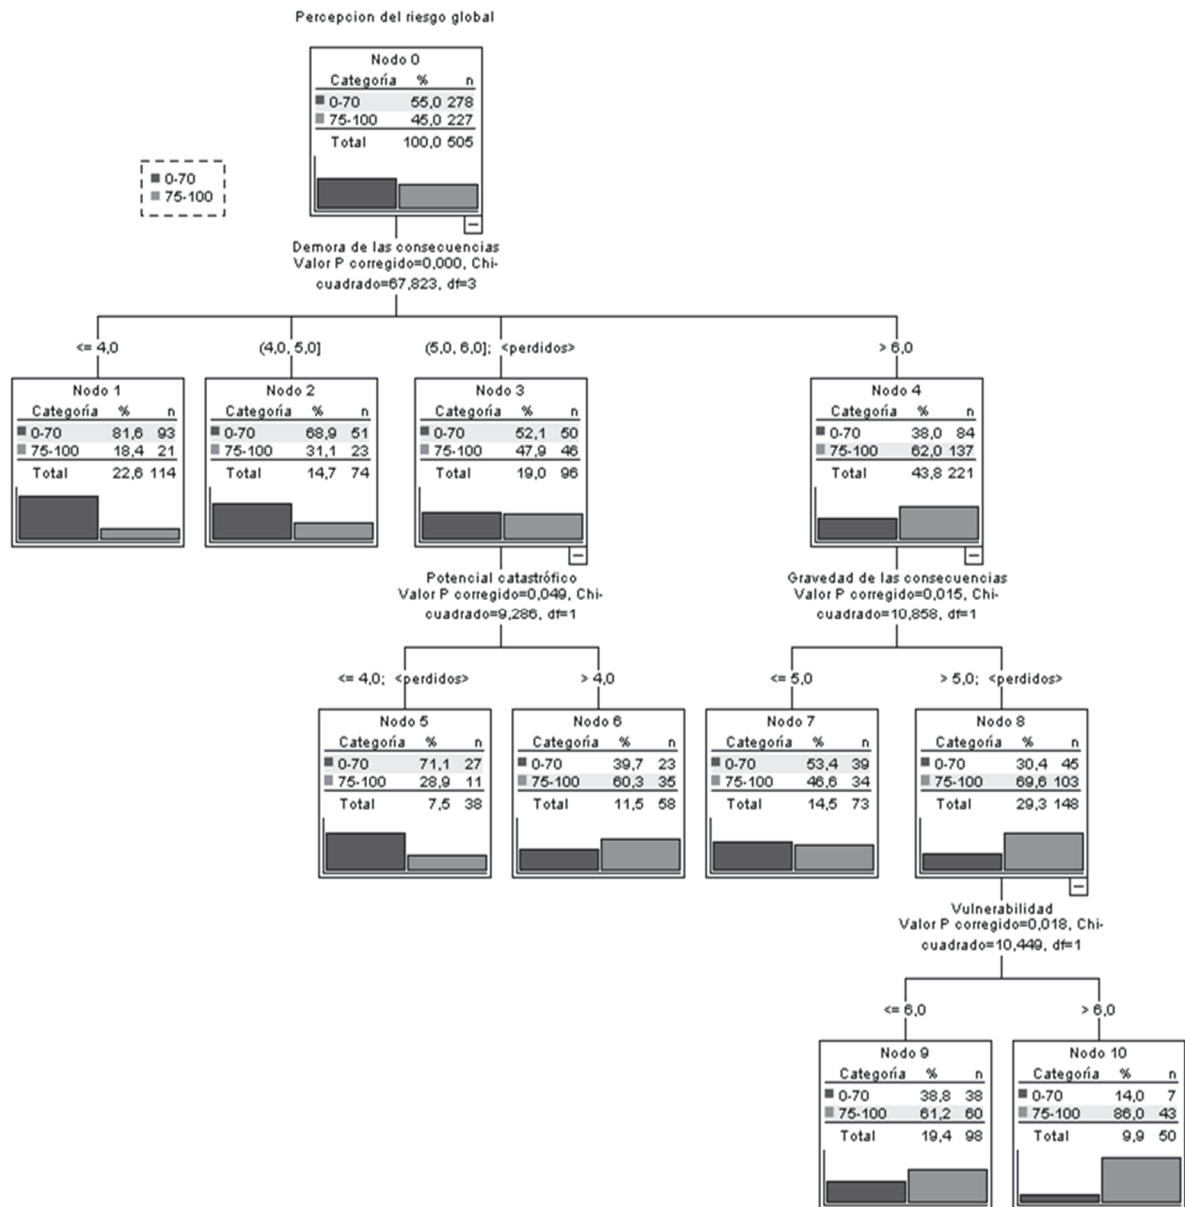 Percepcion del riesgo global
Nodo 0
Categoría % n
0-70 55,0 278
75-100 45,0 227
Total 100,0 505
0-70
75-100
Demora de las consecuencias
Valor P corregido=0,000, Chi-
cuadrado=67,823, df=3
<= 4,0
(4,0, 5,0]
(5,0, 6,0]; <perdidos>
> 6,0
Nodo 1
Categoría % n
0-70 81,6 93
75-100 18,4 21
Total 22,6 114
Nodo 2
Categoría % n
0-70 68,9 51
75-100 31,1 23
Total 14,7 74
Nodo 3
Categoría % n
0-70 52,1 50
75-100 47,9 46
Total 19,0 96
Nodo 4
Categoría % n
0-70 38,0 84
75-100 62,0 137
Total 43,8 221
Potencial catastrófico
Valor P corregido=0,049, Chi-
cuadrado=9,286, df=1
Gravedad de las consecuencias
Valor P corregido=0,015, Chi-
cuadrado=10,858, df=1
<= 4,0; <perdidos>
> 4,0
<= 5,0
> 5,0; <perdidos>
Nodo 5
Categoría % n
0-70 71,1 27
75-100 28,9 11
Total 7,5 38
Nodo 6
Categoría % n
0-70 39,7 23
75-100 60,3 35
Total 11,5 58
Nodo 7
Categoría % n
0-70 53,4 39
75-100 46,6 34
Total 14,5 73
Nodo 8
Categoría % n
0-70 30,4 45
75-100 69,6 103
Total 29,3 148
Vulnerabilidad
Valor P corregido=0,018, Chi-
cuadrado=10,449, df=1
<= 6,0
> 6,0
Nodo 9
Categoría % n
0-70 38,8 38
75-100 61,2 60
Total 19,4 98
Nodo 10
Categoría % n
0-70 14,0 7
75-100 86,0 43
Total 9,9 50